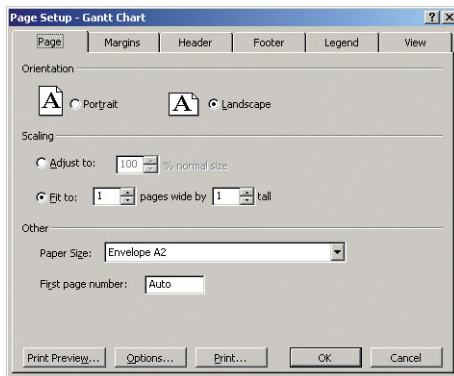 Page Setup - Gantt Chart
Page Margins Header Footer Legend View
Orientation
A Portrait A Landscape
Scaling
Adjust to: 100 % normal size
Fit to: 1 pages wide by 1 tall
Other
Paper Size: Envelope A2
First page number: Auto
Print Preview... Options... Print... OK Cancel